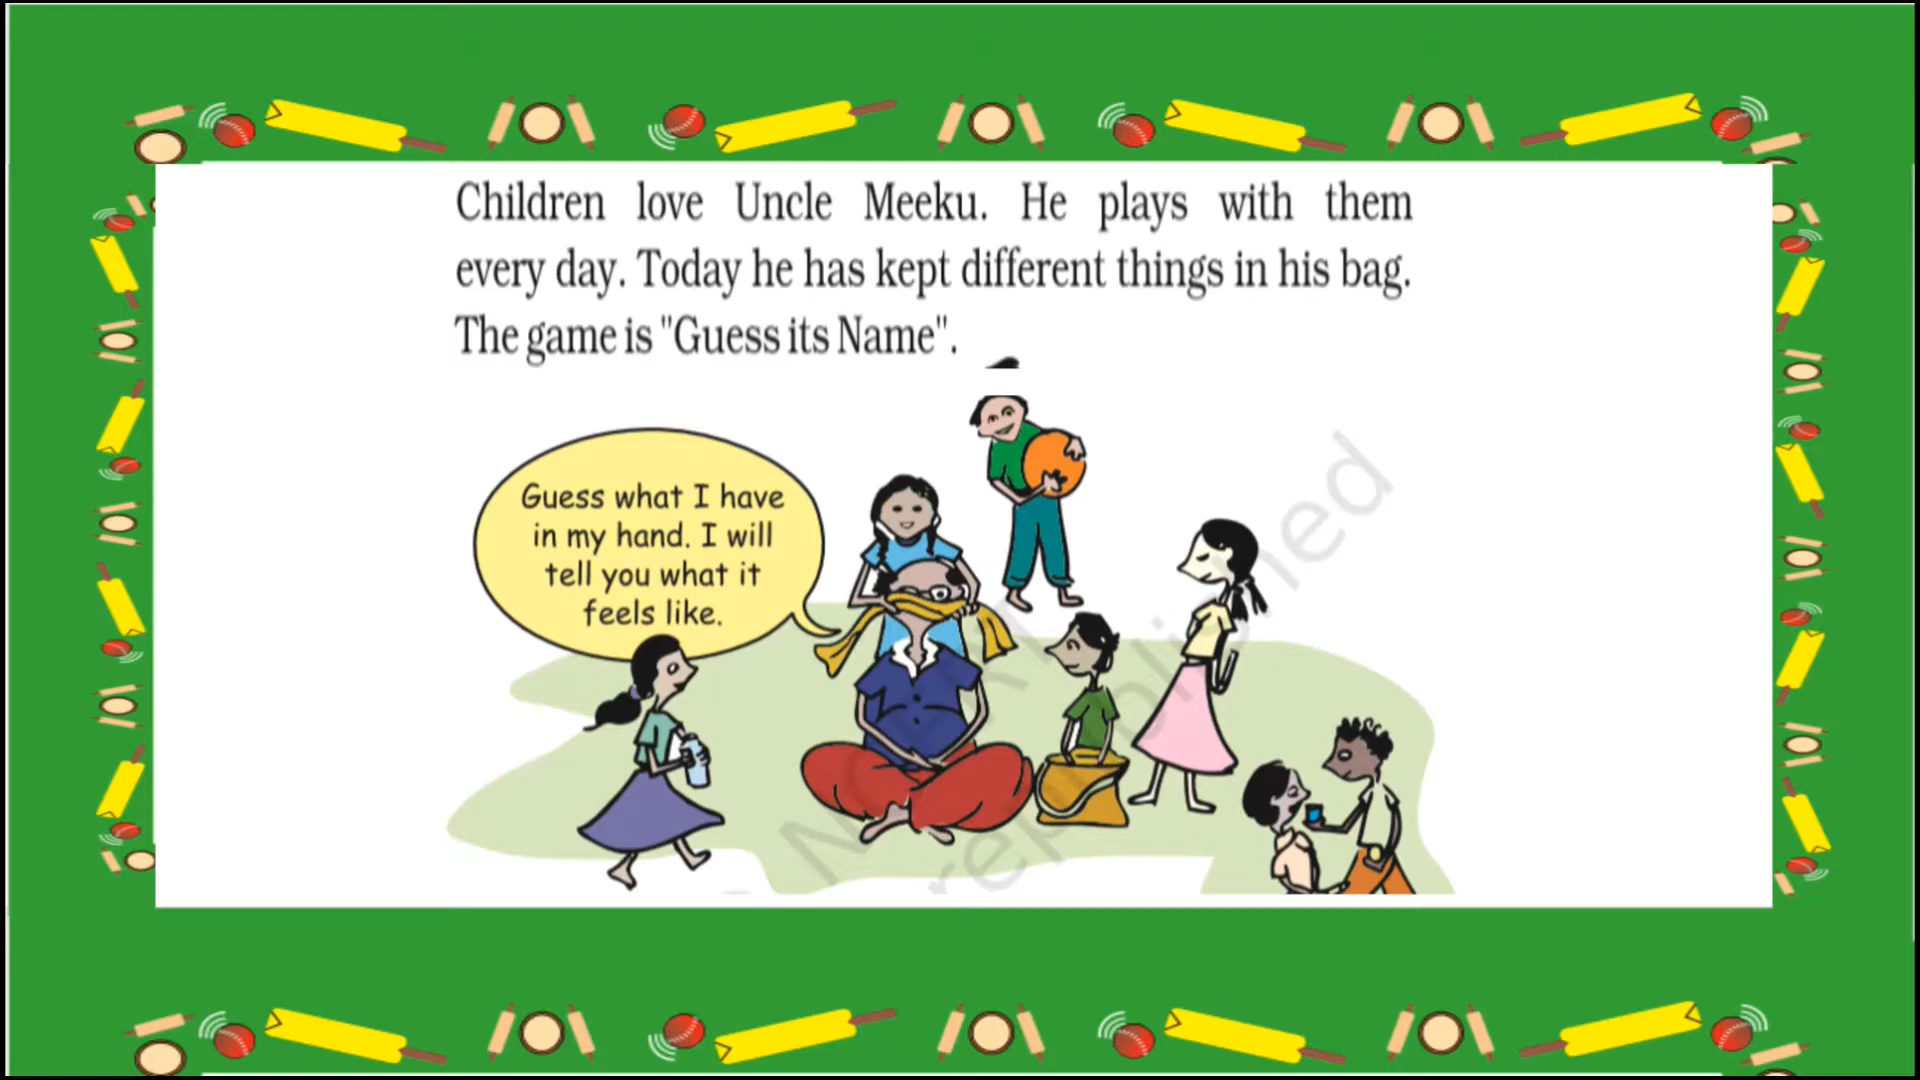 Children love Uncle Meeku. He plays with them
every day. Today he has kept different things in his bag.
The game is "Guess its Name".
Guess what I have
in my hand. I will
tell you what it
feels like.
republished